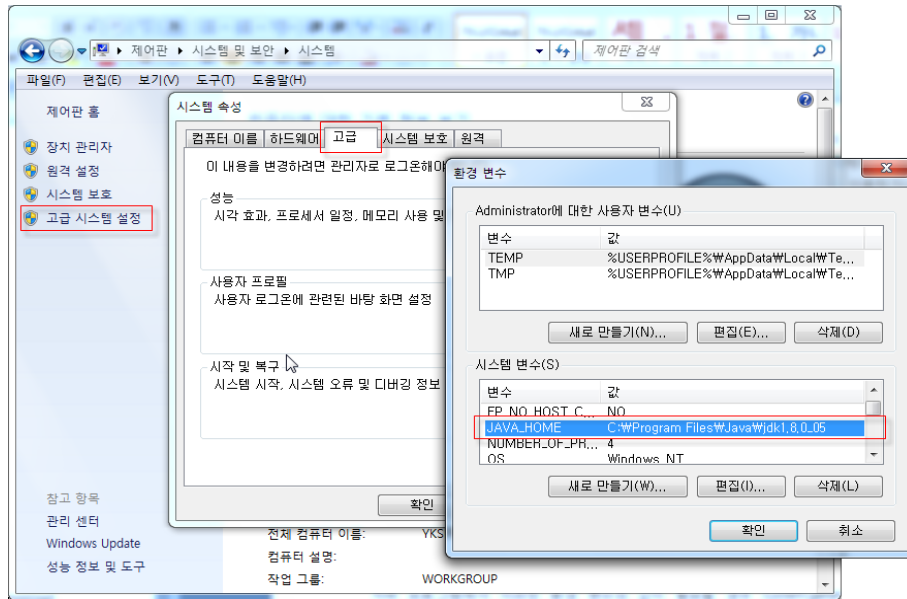 제어판 ▸ 시스템 및 보안 ▸ 시스템
제어판 검색
파일(F) 편집(E) 보기(V) 도구(T) 도움말(H)
제어판 홈
장치 관리자
원격 설정
시스템 보호
고급 시스템 설정
참고 항목
관리 센터
Windows Update
성능 정보 및 도구
시스템 속성
컴퓨터 이름 하드웨어 고급 시스템 보호 원격
이 내용을 변경하려면 관리자로 로그온해야
성능
시각 효과, 프로세서 일정, 메모리 사용 및
사용자 프로필
사용자 로그온에 관련된 바탕 화면 설정
시작 및 복구
시스템 시작, 시스템 오류 및 디버깅 정보
확인
전체 컴퓨터 이름: YKS
컴퓨터 설명:
작업 그룹: WORKGROUP
환경 변수
Administrator에 대한 사용자 변수(U)
변수 값
TEMP %USERPROFILE%₩AppData₩Local₩Te...
TMP %USERPROFILE%₩AppData₩Local₩Te...
새로 만들기(N)... 편집(E)... 삭제(D)
시스템 변수(S)
변수 값
FP_NO_HOST_C... NO
JAVA_HOME C:₩Program Files₩Java₩jdk1.8.0_05
NUMBER_OF_PR... 4
OS Windows_NT
새로 만들기(W)... 편집(I)... 삭제(L)
확인 취소